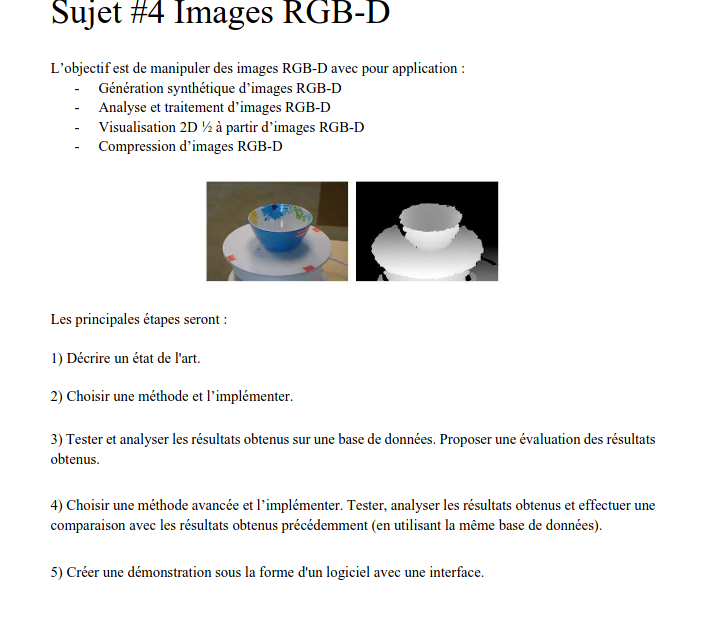 Sujet #4 Images RGB-D
L’objectif est de manipuler des images RGB-D avec pour application :
- Génération synthétique d’images RGB-D
- Analyse et traitement d’images RGB-D
- Visualisation 2D ½ à partir d’images RGB-D
- Compression d’images RGB-D
Les principales étapes seront :
1) Décrire un état de l'art.
2) Choisir une méthode et l’implémenter.
3) Tester et analyser les résultats obtenus sur une base de données. Proposer une évaluation des résultats
obtenus.
4) Choisir une méthode avancée et l’implémenter. Tester, analyser les résultats obtenus et effectuer une
comparaison avec les résultats obtenus précédemment (en utilisant la même base de données).
5) Créer une démonstration sous la forme d'un logiciel avec une interface.